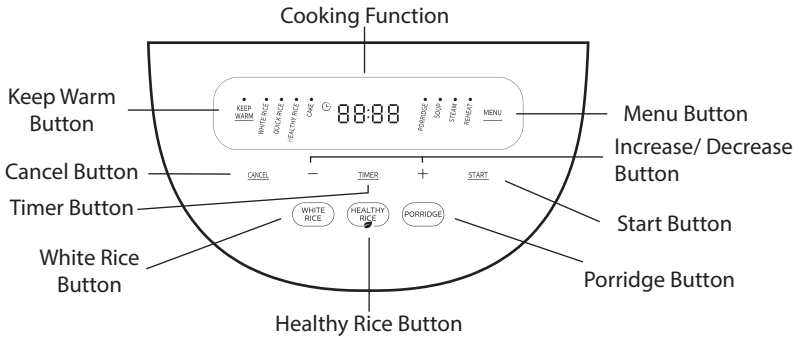 Cooking Function
Keep Warm
Button
KEEP
WARM
WHITE RICE
QUICK RICE
HEALTHY RICE
CAKE
88:88
PORRIDGE
SOUP
STEAM
REHEAT
MENU
Menu Button
Increase/ Decrease
Button
Cancel Button
CANCEL
−
TIMER
+
START
Timer Button
Start Button
WHITE
RICE
HEALTHY
RICE
PORRIDGE
White Rice
Button
Porridge Button
Healthy Rice Button